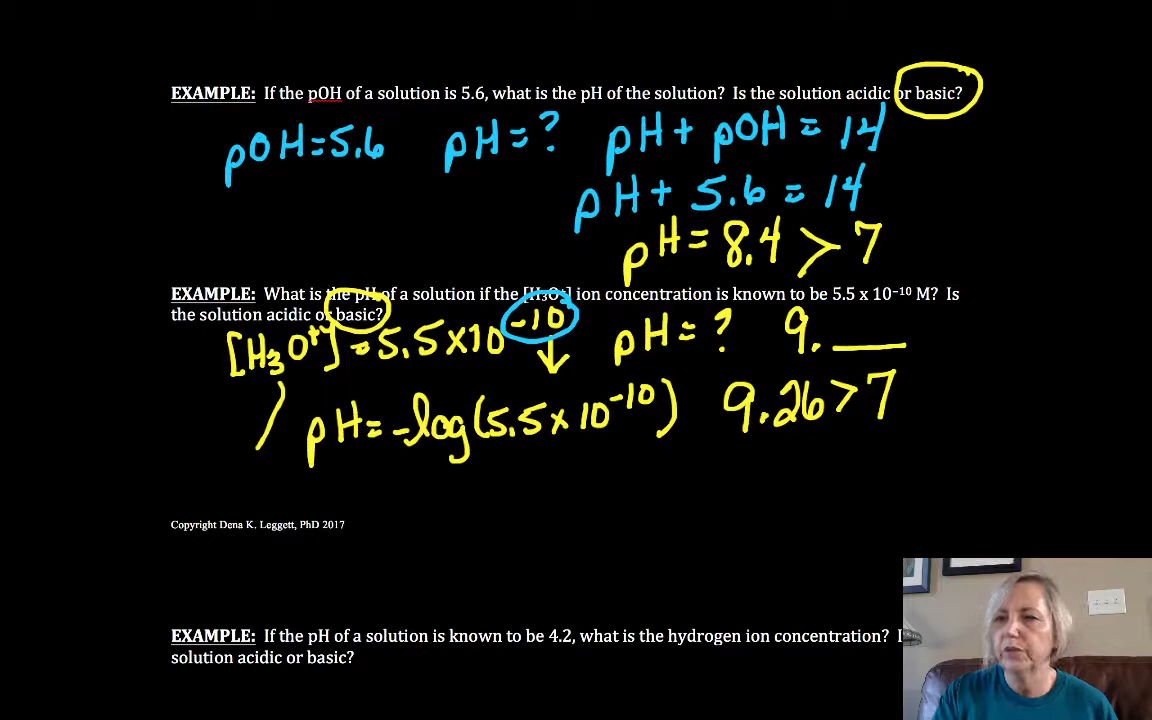 EXAMPLE: If the pOH of a solution is 5.6, what is the pH of the solution? Is the solution acidic or basic?
pOH=5.6 pH=? pH+ pOH = 14
pH+ 5.6 = 14
pH= 8.4 > 7
EXAMPLE: What is the pH of a solution if the [H₃O⁺] ion concentration is known to be 5.5 x 10⁻¹⁰ M? Is
the solution acidic or basic?
[H₃O⁺] = 5.5x10⁻¹⁰ pH= ? 9. __
pH= -log(5.5x10⁻¹⁰) 9.26>7
Copyright Dena K. Leggett, PhD 2017
EXAMPLE: If the pH of a solution is known to be 4.2, what is the hydrogen ion concentration?
solution acidic or basic?